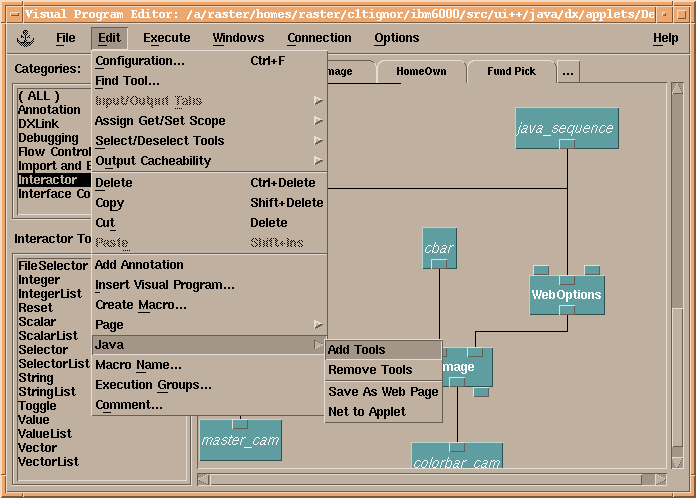 Visual Program Editor: /a/raster/homes/raster/c1tignor/ibm6000/src/ui++/java/dx/applets/De
File Edit Execute Windows Connection Options Help
Categories:
( ALL )
Annotation
DXLink
Debugging
Flow Control
Import and E
Interactor
Interface Co
Interactor To
FileSelector
Integer
IntegerList
Reset
Scalar
ScalarList
Selector
SelectorList
String
StringList
Toggle
Value
ValueList
Vector
VectorList
Configuration... Ctrl+F
Find Tool...
Input/Output Tabs
Assign Get/Set Scope
Select/Deselect Tools
Output Cacheability
Delete Ctrl+Delete
Copy Shift+Delete
Cut Delete
Paste Shift+Ins
Add Annotation
Insert Visual Program...
Create Macro...
Page
Java
Macro Name...
Execution Groups...
Comment...
Add Tools
Remove Tools
Save As Web Page
Net to Applet
mage HomeOwn Fund Pick ...
java_sequence
cbar
WebOptions
mage
master_cam
colorbar_cam